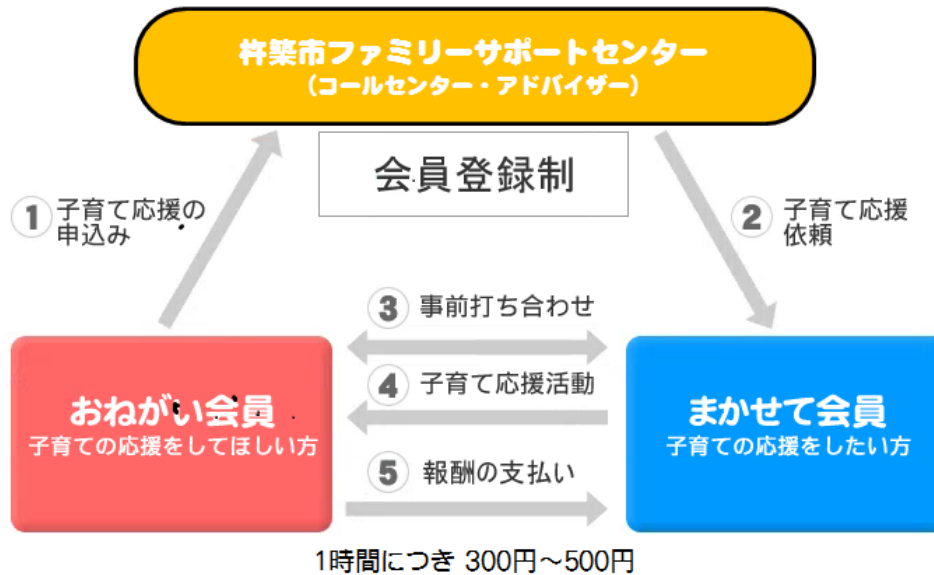 杵築市ファミリーサポートセンター
(コールセンター・アドバイザー)
会員登録制
1 子育て応援の
申込み
2 子育て応援
依頼
3 事前打ち合わせ
4 子育て応援活動
5 報酬の支払い
おねがい会員
子育ての応援をしてほしい方
まかせて会員
子育ての応援をしたい方
1時間につき 300円～500円